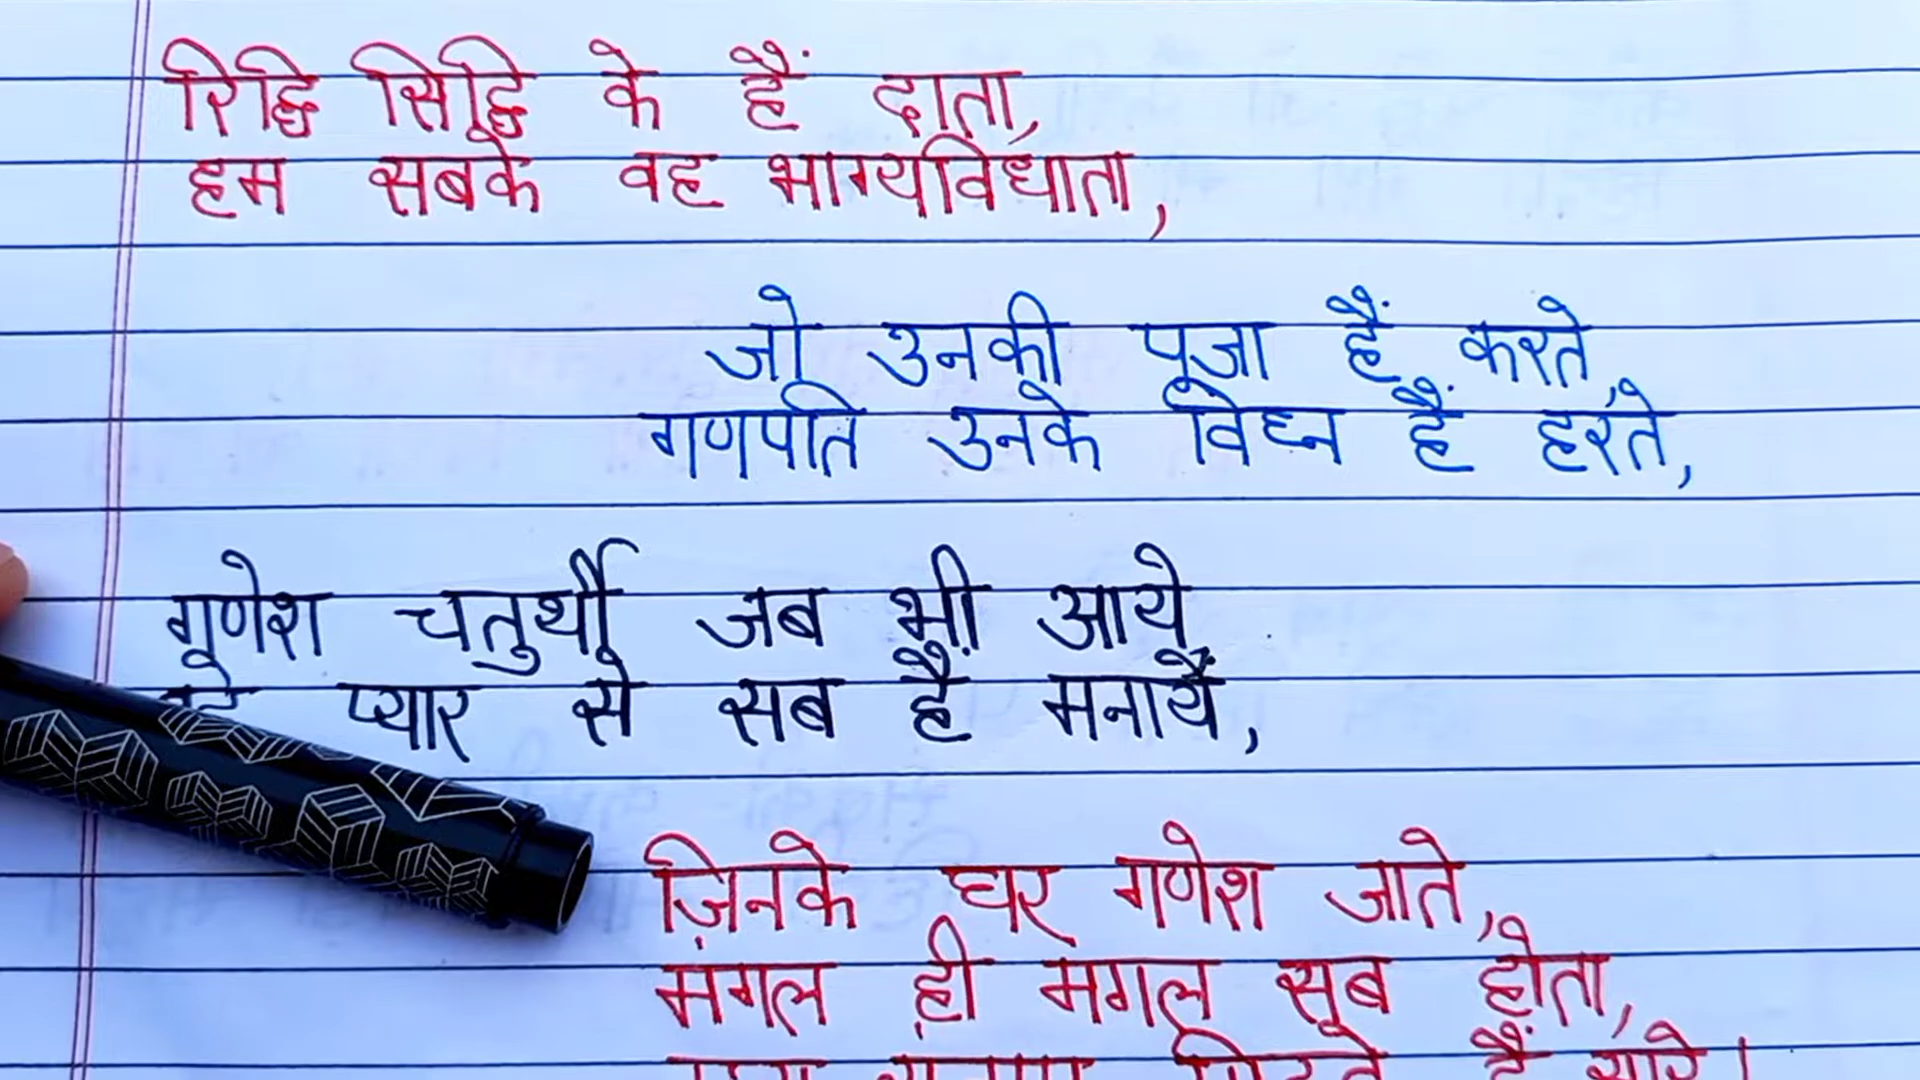 रिद्धि सिद्धि के हैं दाता,
हम सबके वह भाग्यविधाता,
जो उनकी पूजा हैं करते,
गणपति उनके विघ्न हैं हरते,
गणेश चतुर्थी जब भी आये
प्यार से सब हैं मनायें,
जिनके घर गणेश जाते,
मंगल ही मंगल सब होता,
हैं सारे।